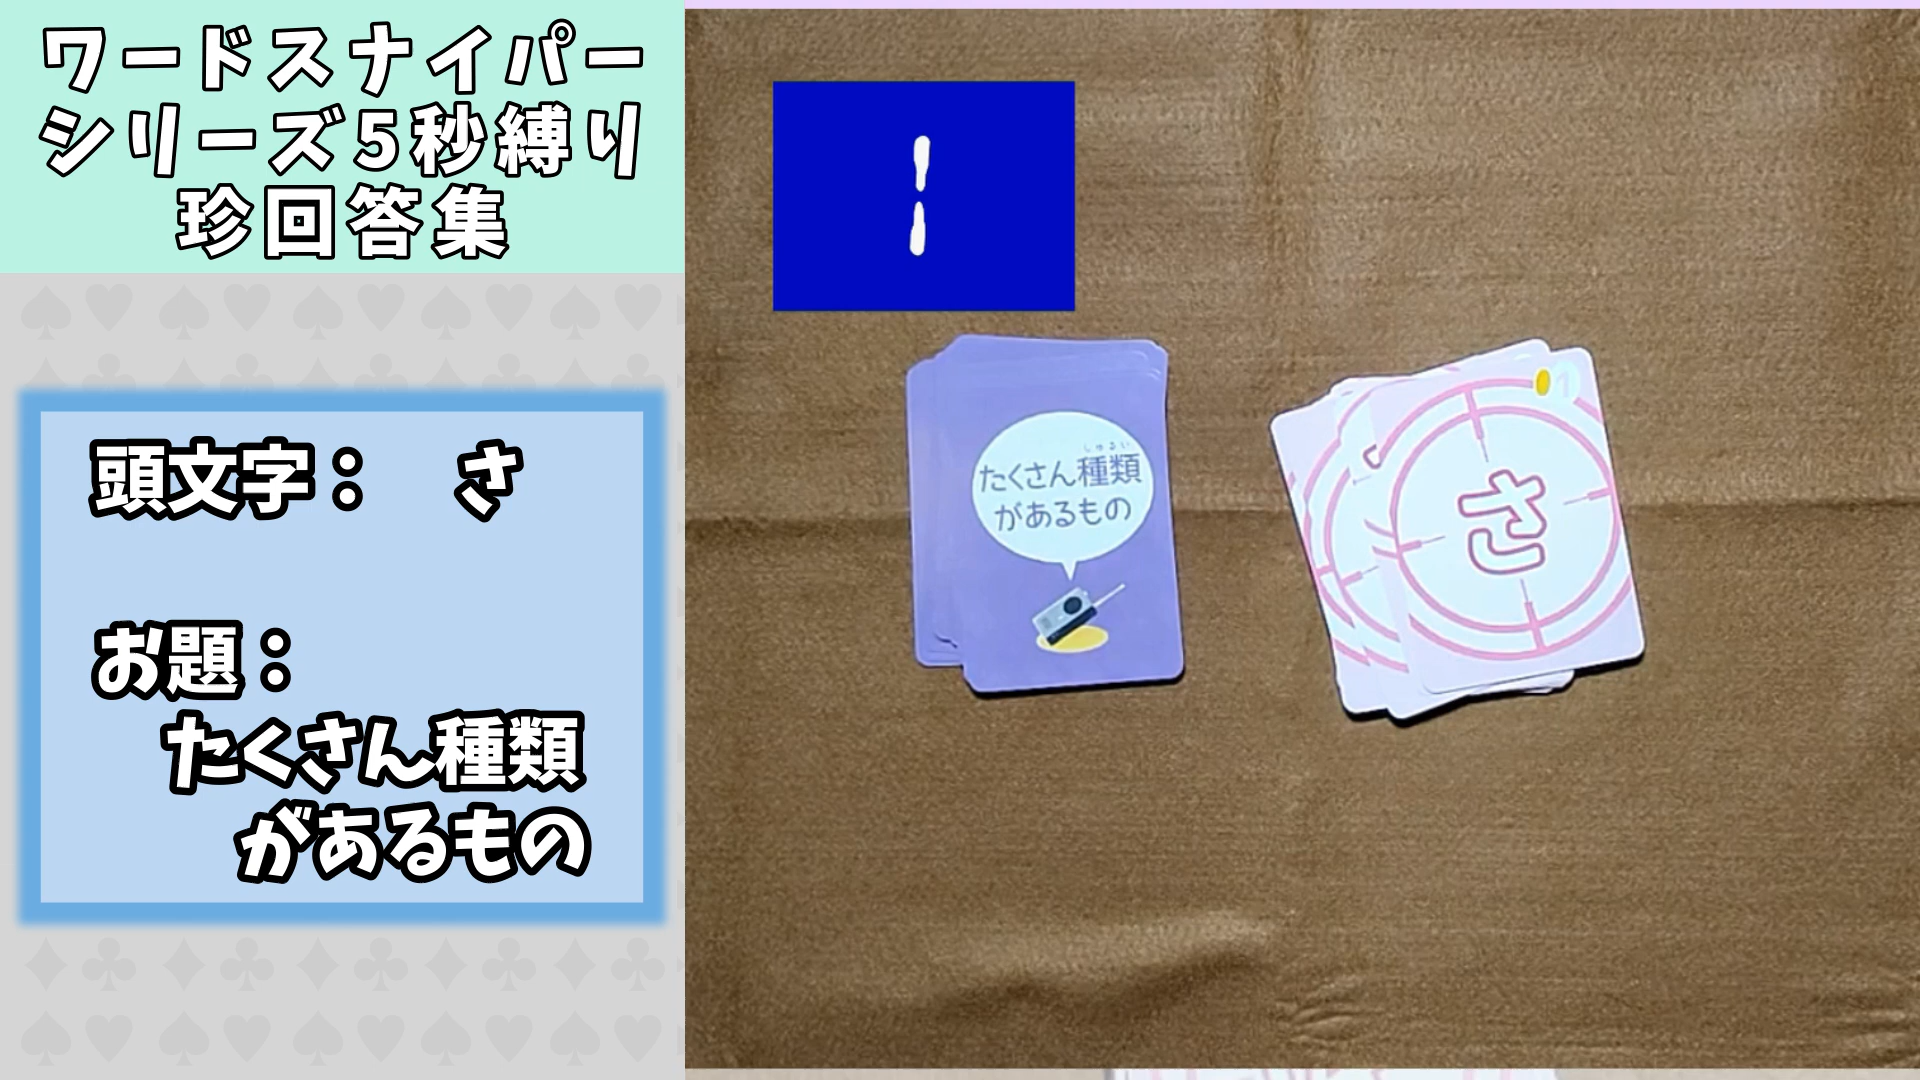 ワードスナイパー
シリーズ5秒縛り
珍回答集
頭文字： さ
お題：
たくさん種類
があるもの
1
しゅるい
たくさん種類
があるもの
さ